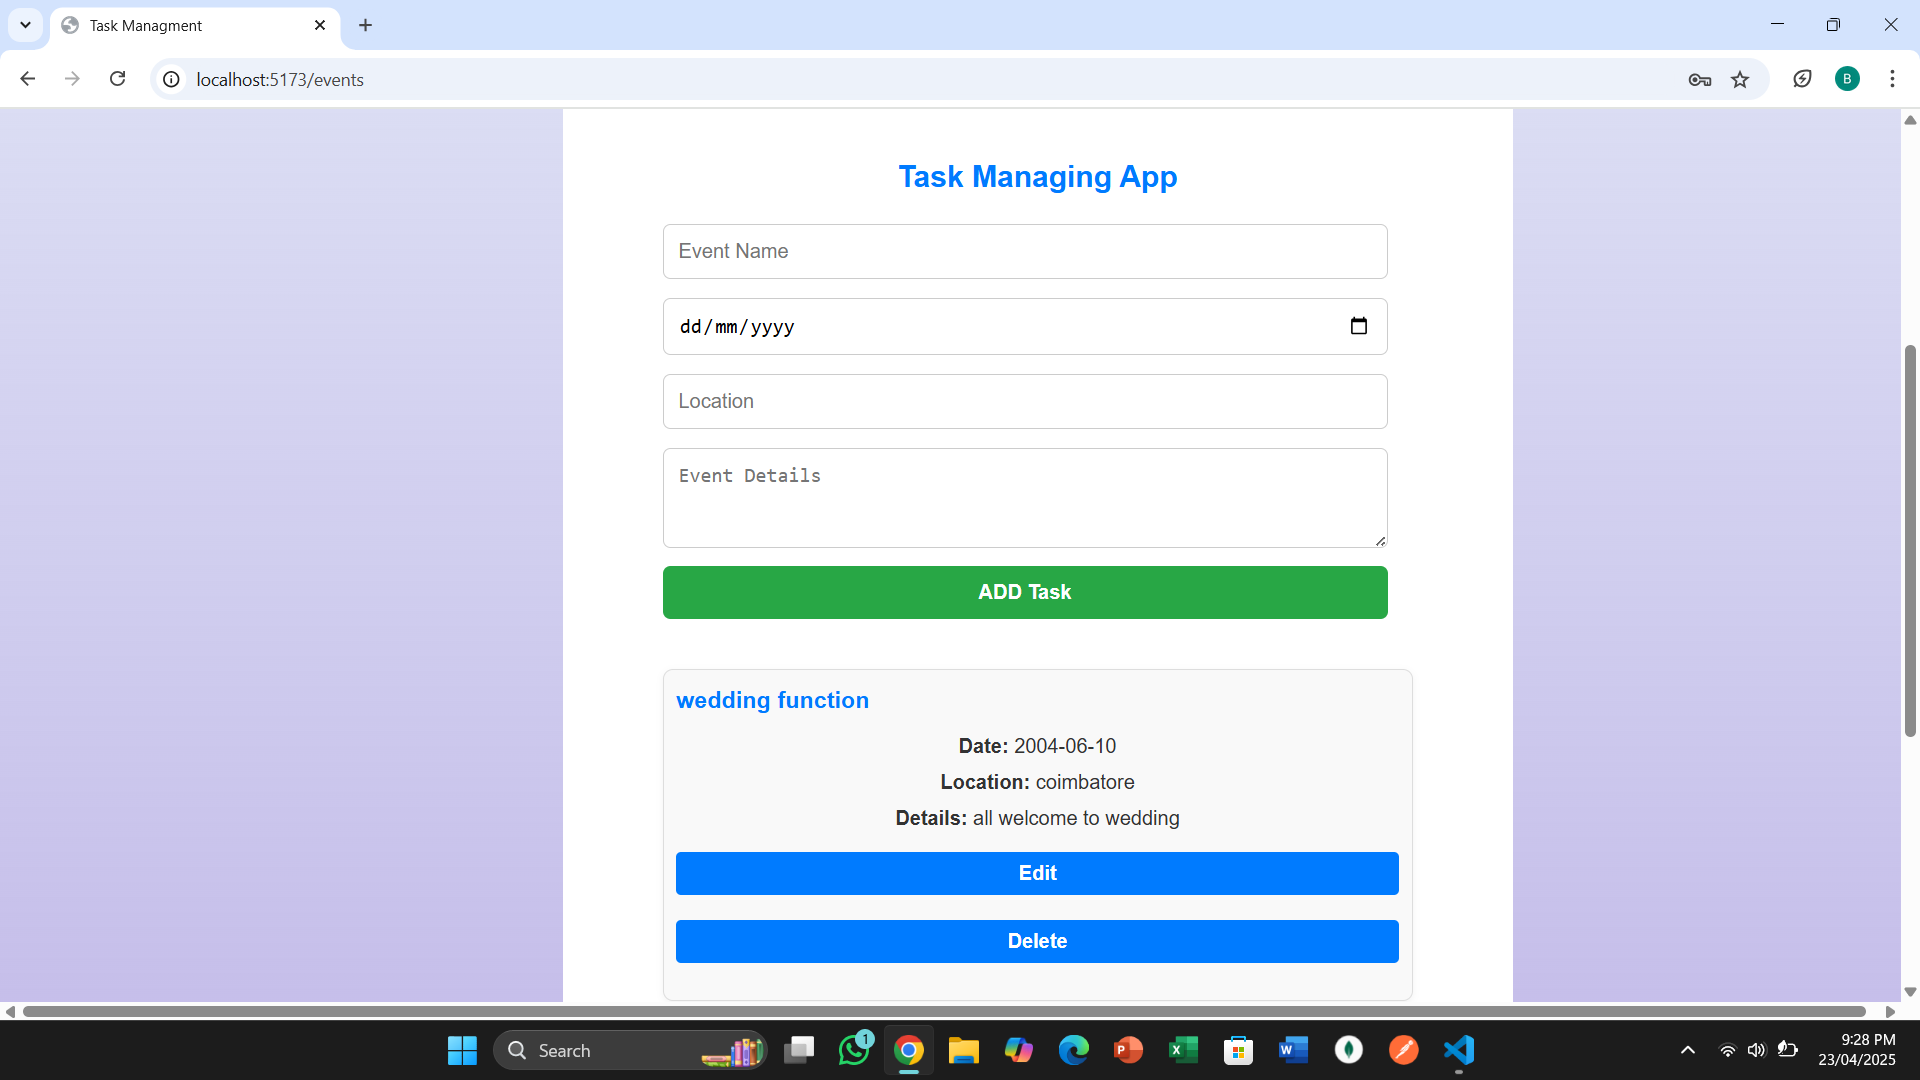 Task Managment
localhost:5173/events
B
Task Managing App
Event Name
dd/mm/yyyy
Location
Event Details
ADD Task
wedding function
Date: 2004-06-10
Location: coimbatore
Details: all welcome to wedding
Edit
Delete
Search
1
P
X
W
9:28 PM
23/04/2025